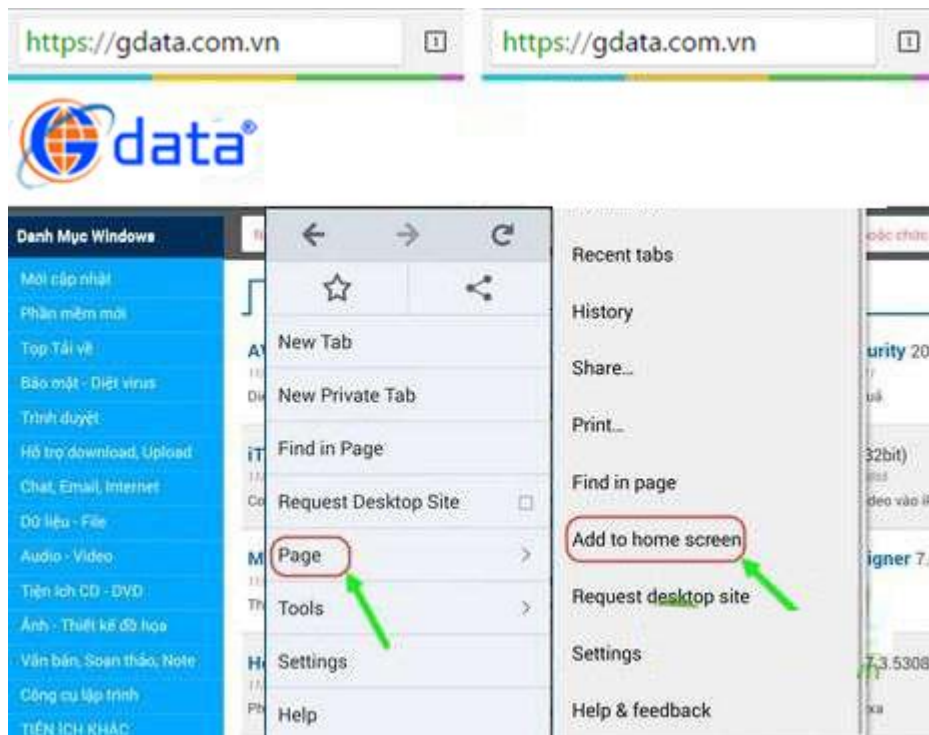 https://gdata.com.vn
1
https://gdata.com.vn
1
data®
Danh Mục Windows
Mới cập nhật
Phần mềm mới
Top Tải về
Bảo mật - Diệt virus
Trình duyệt
Hỗ trợ download, Upload
Chat, Email, Internet
Dữ liệu - File
Audio - Video
Tiện ích CD - DVD
Ảnh - Thiết kế đồ họa
Văn bản, Soạn thảo, Note
Công cụ lập trình
TIỆN ÍCH KHÁC
New Tab
New Private Tab
Find in Page
Request Desktop Site
Page
Tools
Settings
Help
Recent tabs
History
Share...
Print...
Find in page
Add to home screen
Request desktop site
Settings
Help & feedback
urity 20
32bit)
igner 7.
7.3.5308